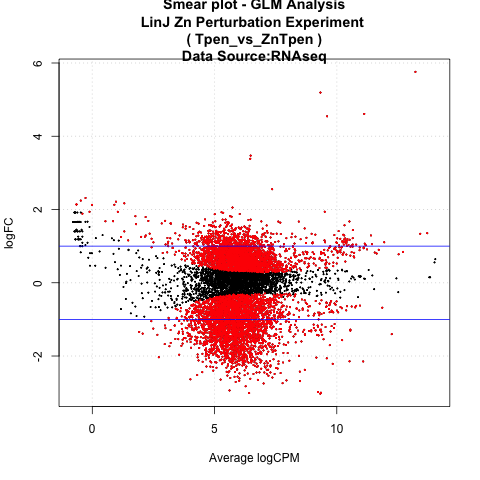 Smear plot - GLM Analysis
LinJ Zn Perturbation Experiment
( Tpen_vs_ZnTpen )
Data Source:RNAseq
6
4
2
0
-2
logFC
0 5 10
Average logCPM